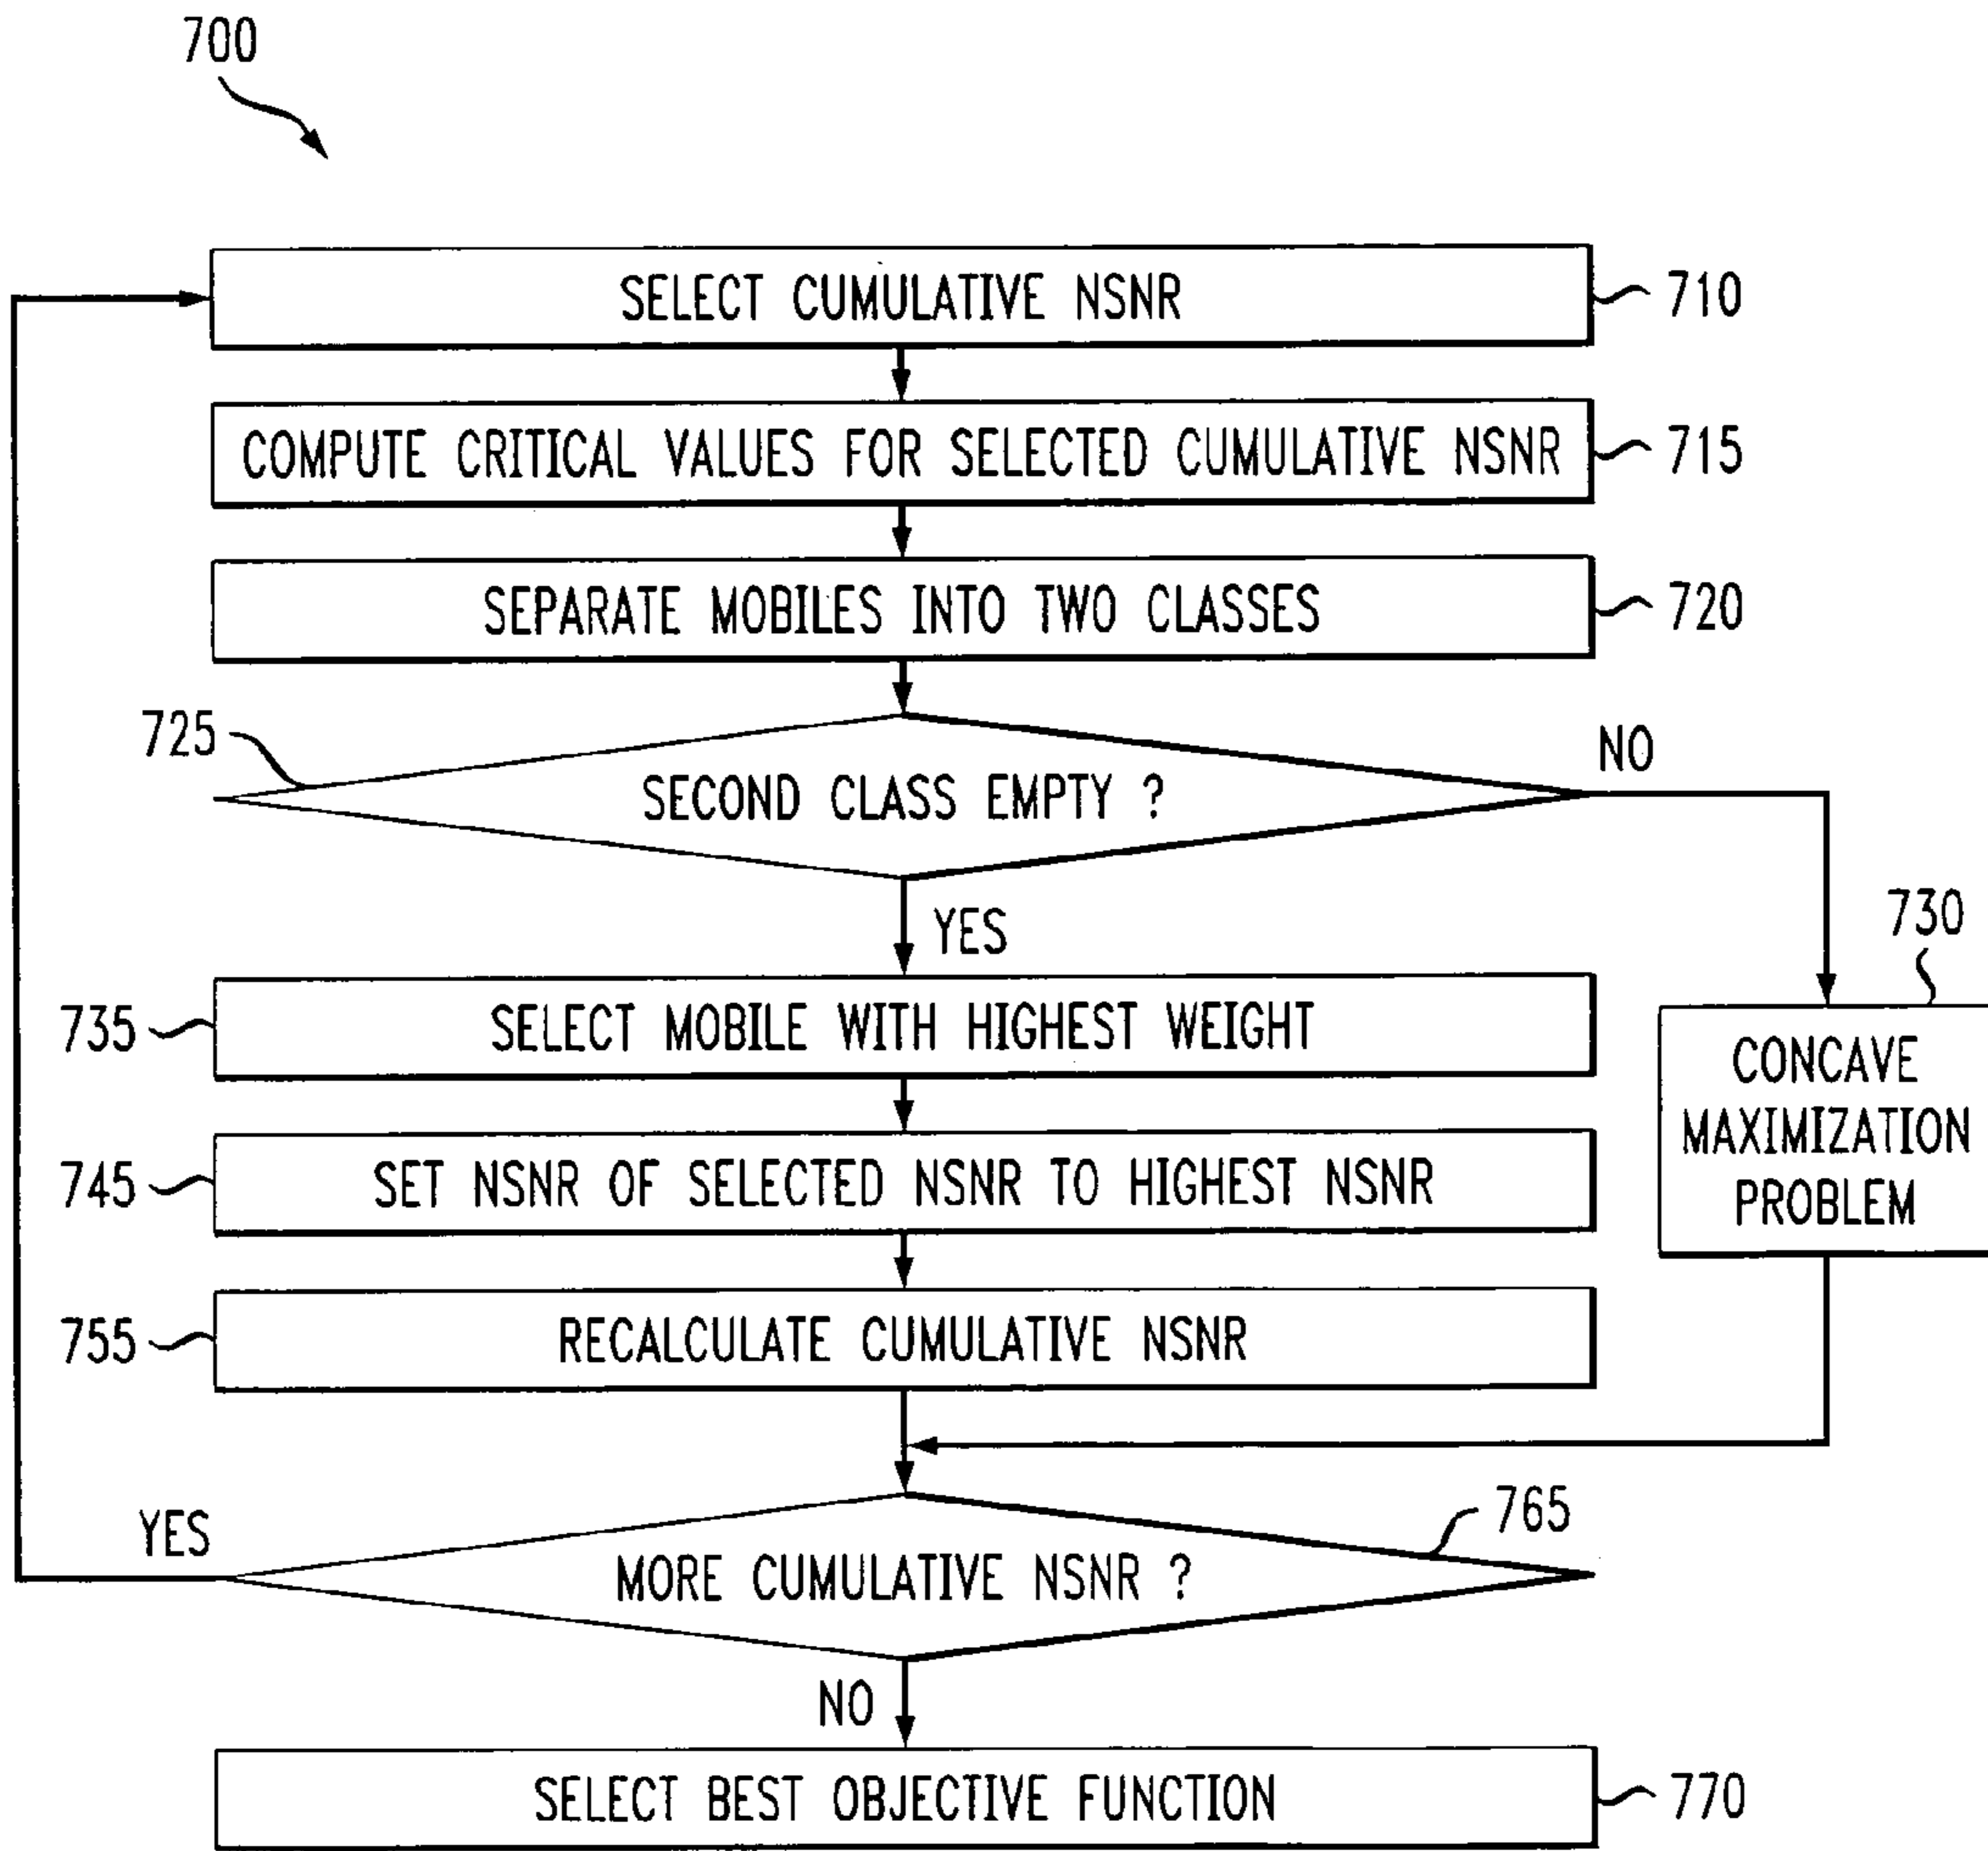 700
SELECT CUMULATIVE NSNR
710
COMPUTE CRITICAL VALUES FOR SELECTED CUMULATIVE NSNR
715
SEPARATE MOBILES INTO TWO CLASSES
720
725
SECOND CLASS EMPTY ?
NO
YES
730
735
SELECT MOBILE WITH HIGHEST WEIGHT
CONCAVE
MAXIMIZATION
PROBLEM
745
SET NSNR OF SELECTED NSNR TO HIGHEST NSNR
755
RECALCULATE CUMULATIVE NSNR
YES
765
MORE CUMULATIVE NSNR ?
NO
SELECT BEST OBJECTIVE FUNCTION
770